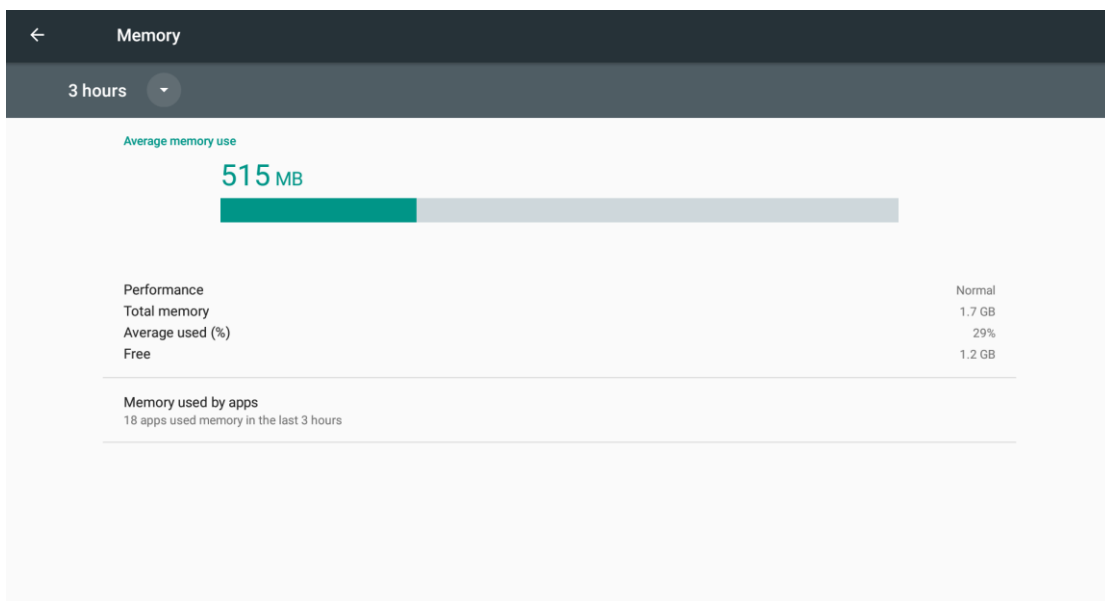 Memory
3 hours
Average memory use
515 MB
Performance Normal
Total memory 1.7 GB
Average used (%) 29%
Free 1.2 GB
Memory used by apps
18 apps used memory in the last 3 hours